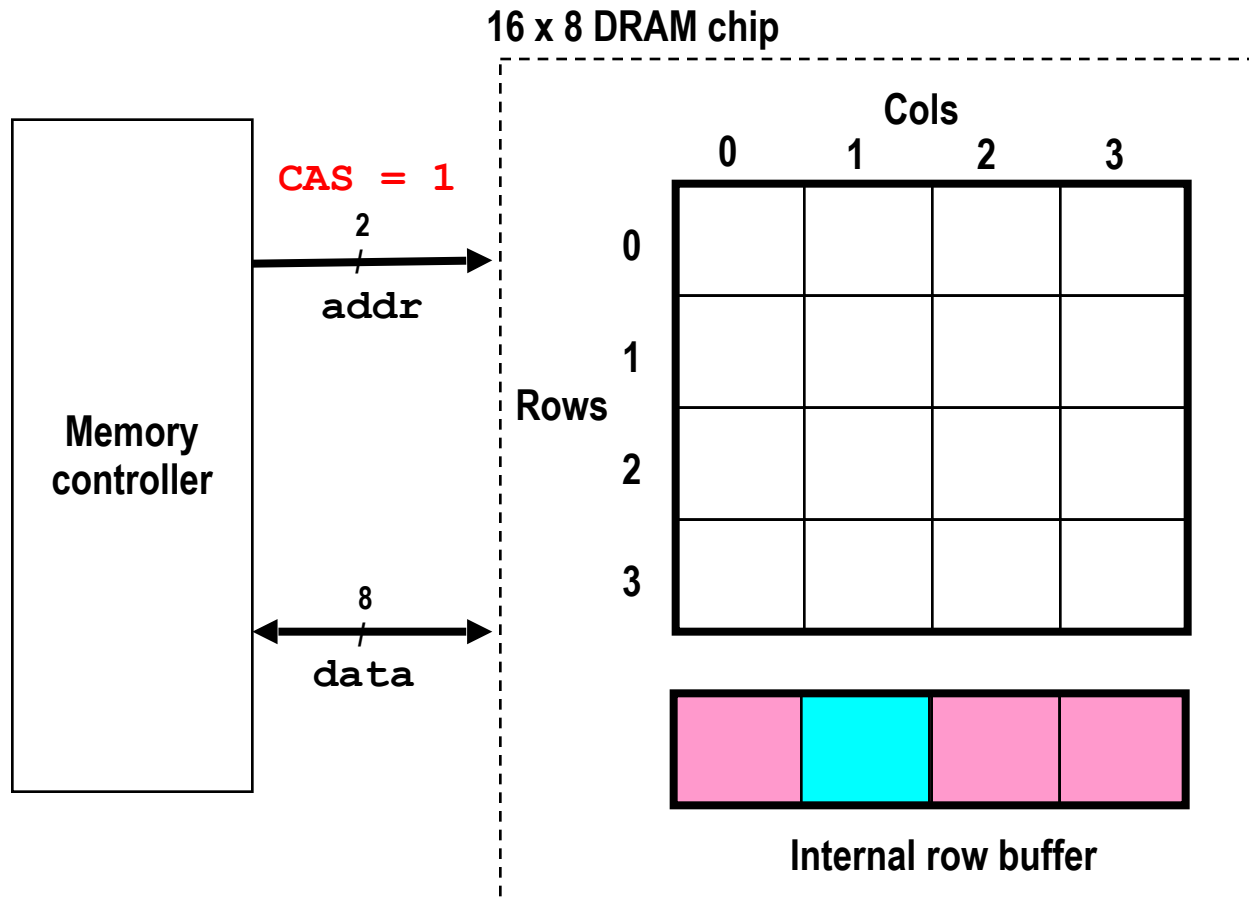 16 x 8 DRAM chip
Cols
0 1 2 3
CAS = 1
2
addr
0
1
Rows
2
3
Memory
controller
8
data
Internal row buffer